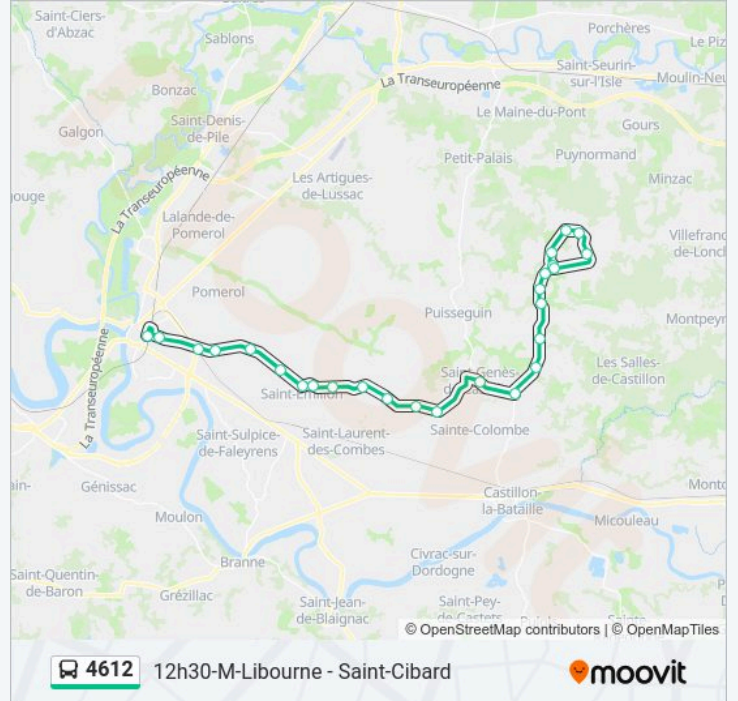 Saint-Ciers-
d'Abzac
Sablons
Porchères
Le Piz
Saint-Seurin-
sur-l'Isle
Moulin-Neu
La Transeuropéenne
Bonzac
Le Maine-du-Pont
Saint-Denis-
de-Pile
Galgon
Gours
Petit-Palais
Puynormand
Minzac
Les Artigues-
de-Lussac
La Transeuropéenne
ouge
Lalande-de-
Pomerol
Villefranc
de-Lonch
Pomerol
Puisseguin
Montpeyr
La Transeuropéenne
Les Salles-
de-Castillon
Saint-Genès-
Saint-Émilion
Sainte-Colombe
Saint-Sulpice-
de-Faleyrens
Saint-Laurent-
des-Combes
ain-
Génissac
Montc
Castillon-
la-Bataille
Moulon
Micouleau
Branne
Civrac-sur-
Dordogne
Saint-Quentin-
de-Baron
Grézillac
Saint-Jean-
de-Blaignac
Saint-Pey-
de-Castets
© OpenStreetMap contributors | © OpenMapTiles
4612 12h30-M-Libourne - Saint-Cibard
moovit